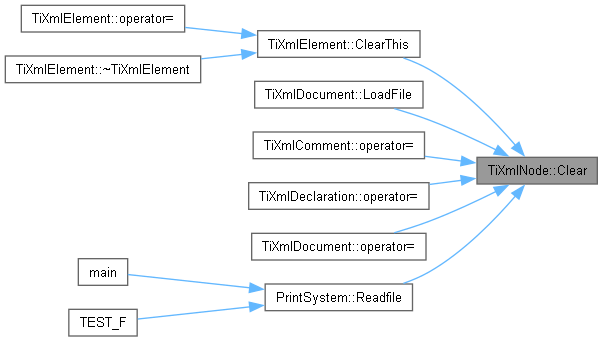 TiXmlElement::operator=
TiXmlElement::ClearThis
TiXmlElement::~TiXmlElement
TiXmlDocument::LoadFile
TiXmlComment::operator=
TiXmlNode::Clear
TiXmlDeclaration::operator=
TiXmlDocument::operator=
main
PrintSystem::Readfile
TEST_F